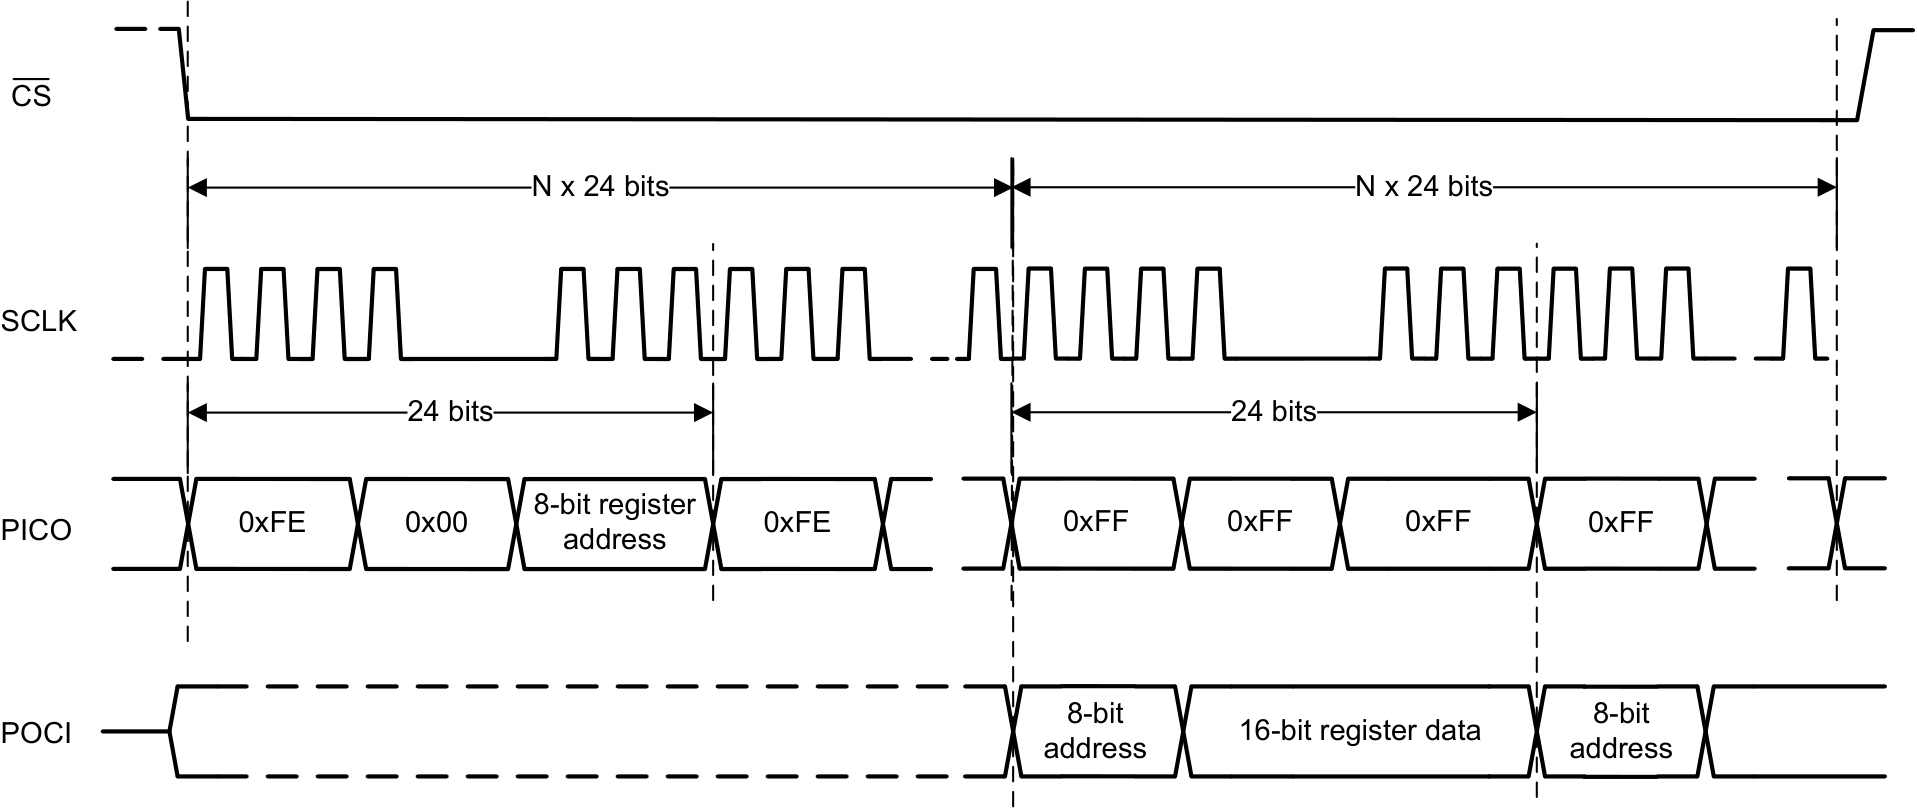 CS
N x 24 bits
N x 24 bits
SCLK
24 bits
24 bits
PICO
0xFE
0x00
8-bit register
address
0xFE
0xFF
0xFF
0xFF
0xFF
POCI
8-bit
address
16-bit register data
8-bit
address